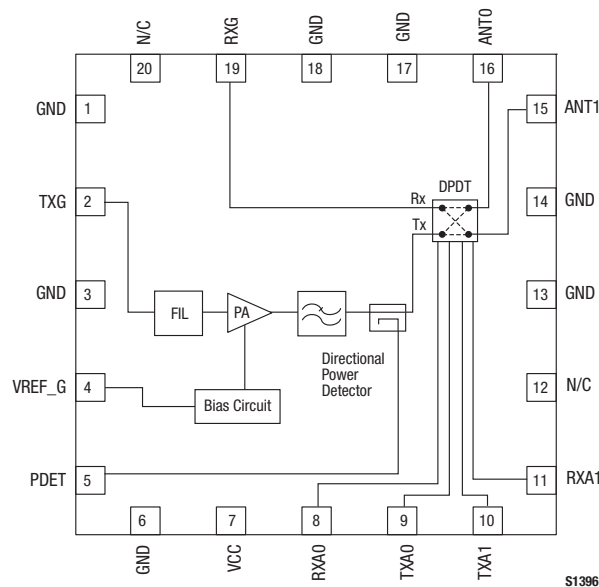 N/C
RXG
GND
GND
ANT0
20
19
18
17
16
GND
1
15
ANT1
DPDT
Rx
TXG
2
14
GND
Tx
GND
3
13
GND
FIL
PA
Directional
Power
Detector
VREF_G
4
12
N/C
Bias Circuit
PDET
5
11
RXA1
6
7
8
9
10
GND
VCC
RXA0
TXA0
TXA1
S1396